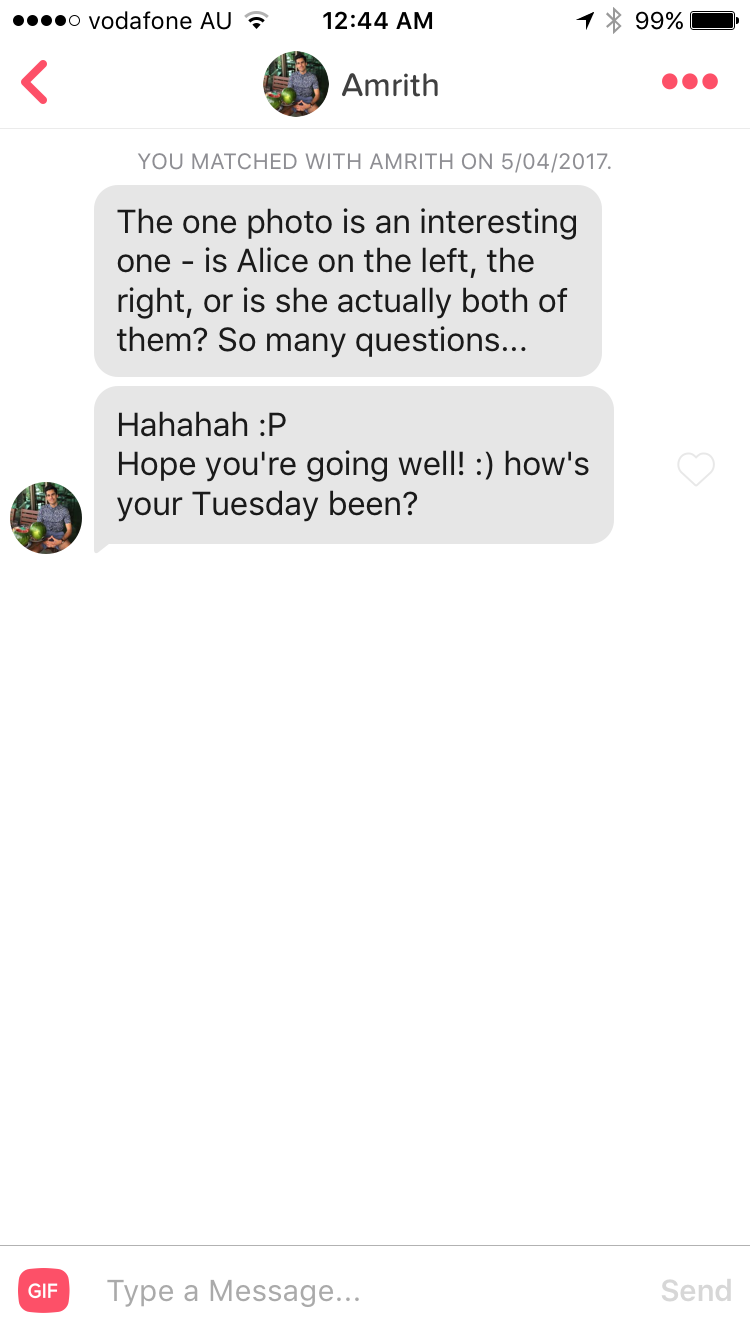 vodafone AU 12:44 AM 99%
Amrith
YOU MATCHED WITH AMRITH ON 5/04/2017.
The one photo is an interesting
one - is Alice on the left, the
right, or is she actually both of
them? So many questions...
Hahahah :P
Hope you're going well! :) how's
your Tuesday been?
GIF Type a Message... Send